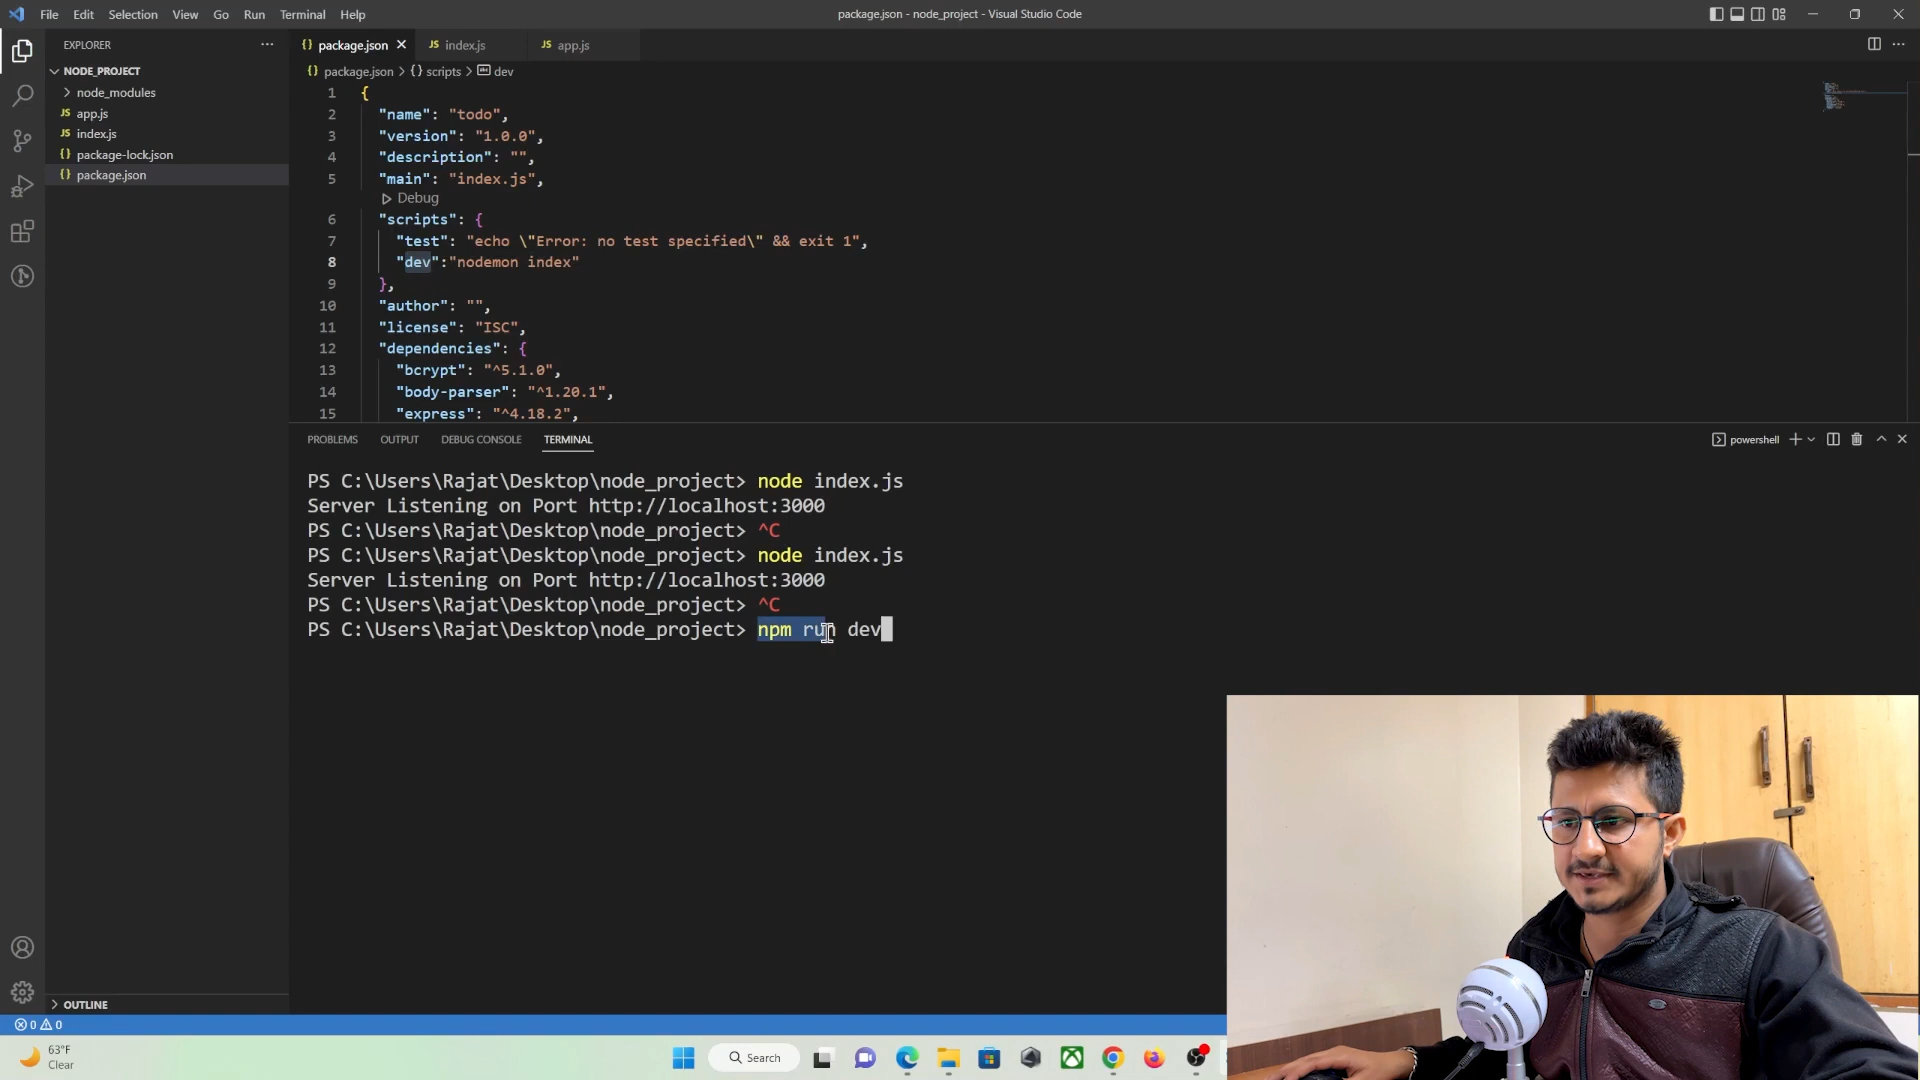 File Edit Selection View Go Run Terminal Help
package.json - node_project - Visual Studio Code
EXPLORER
NODE_PROJECT
node_modules
JS app.js
JS index.js
{} package-lock.json
{} package.json
OUTLINE
{} package.json JS index.js JS app.js
{} package.json > {} scripts > abc dev
1 {
2 "name": "todo",
3 "version": "1.0.0",
4 "description": "",
5 "main": "index.js",
Debug
6 "scripts": {
7 "test": "echo \"Error: no test specified\" && exit 1",
8 "dev":"nodemon index"
9 },
10 "author": "",
11 "license": "ISC",
12 "dependencies": {
13 "bcrypt": "^5.1.0",
14 "body-parser": "^1.20.1",
15 "express": "^4.18.2",
PROBLEMS OUTPUT DEBUG CONSOLE TERMINAL
powershell
PS C:\Users\Rajat\Desktop\node_project> node index.js
Server Listening on Port http://localhost:3000
PS C:\Users\Rajat\Desktop\node_project> ^C
PS C:\Users\Rajat\Desktop\node_project> node index.js
Server Listening on Port http://localhost:3000
PS C:\Users\Rajat\Desktop\node_project> ^C
PS C:\Users\Rajat\Desktop\node_project> npm run dev
0 0
63°F
Clear
Search